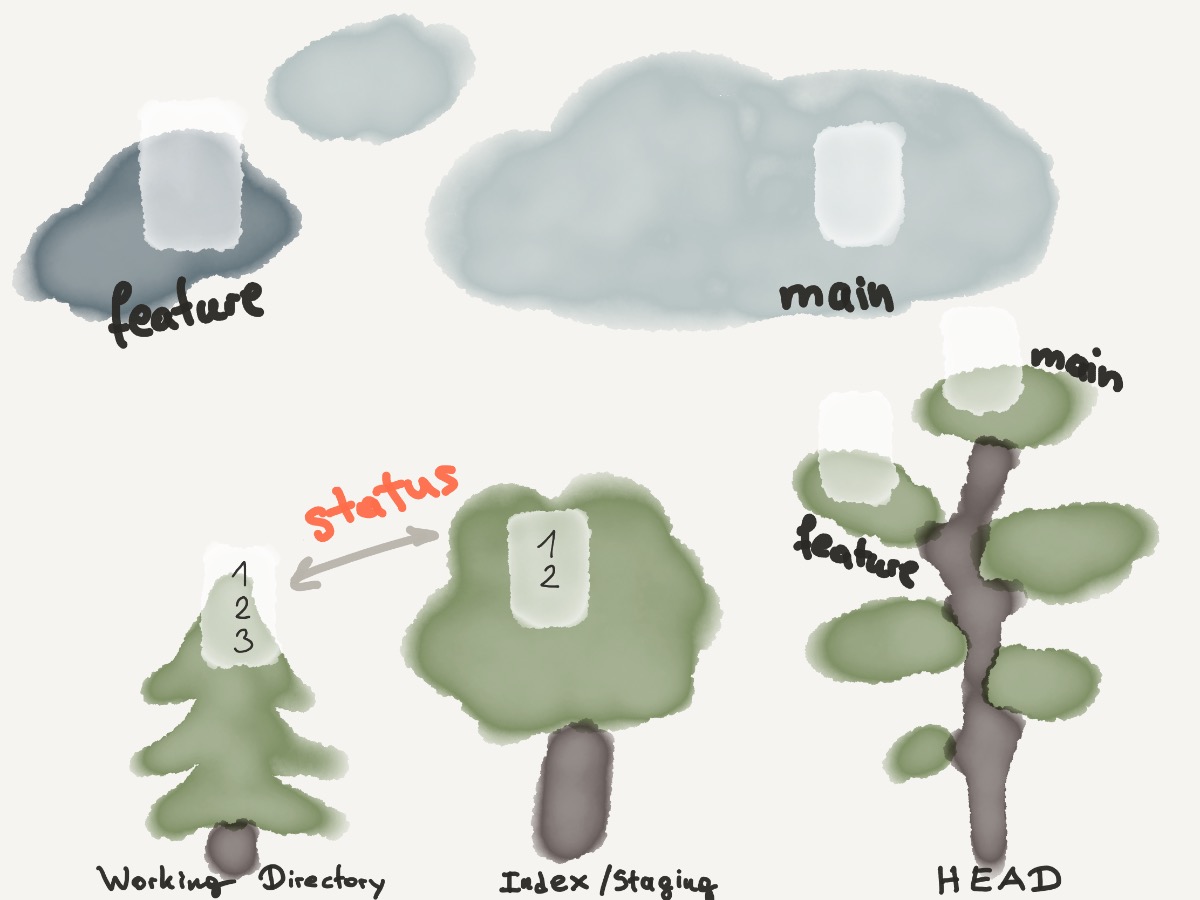 feature
main
main
feature
status
1
2
3
1
2
Working Directory
Index/Staging
HEAD